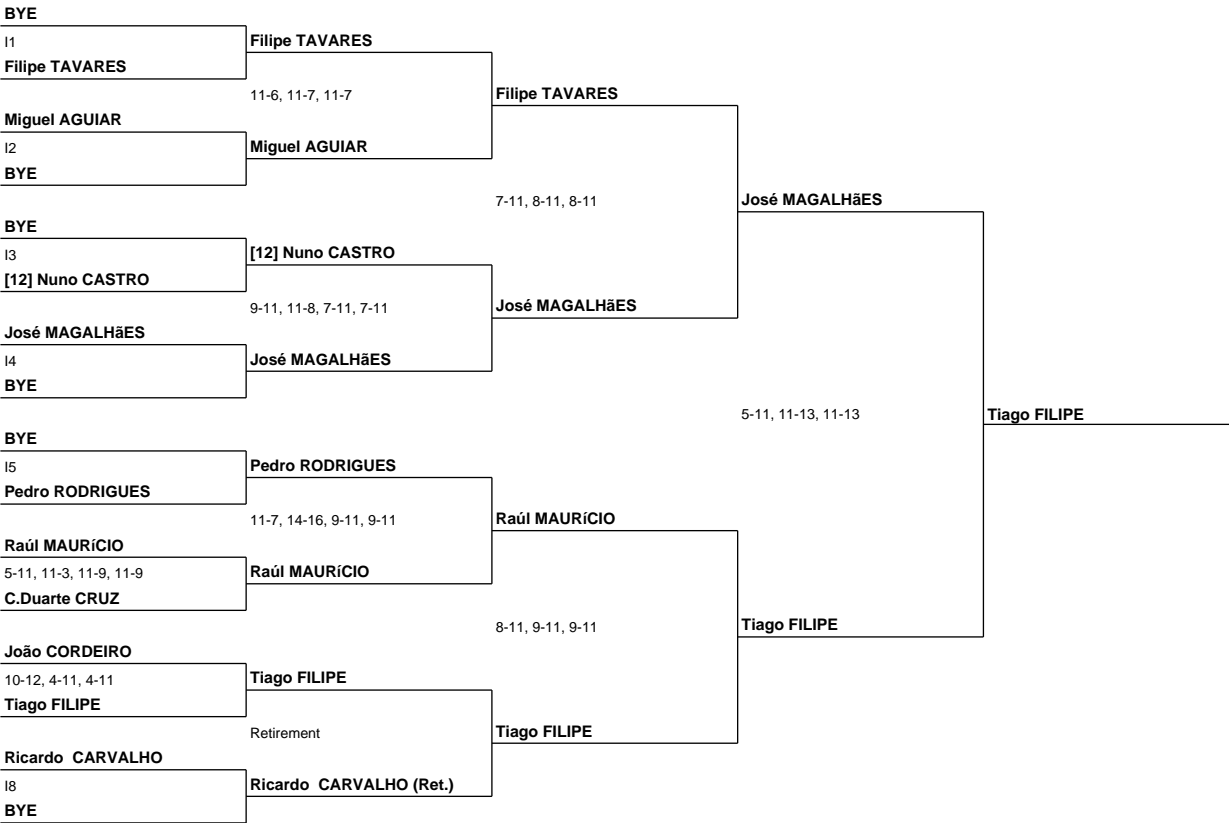 BYE
I1
Filipe TAVARES
Filipe TAVARES
11-6, 11-7, 11-7
Filipe TAVARES
Miguel AGUIAR
I2
Miguel AGUIAR
BYE
7-11, 8-11, 8-11
José MAGALHãES
BYE
I3
[12] Nuno CASTRO
[12] Nuno CASTRO
9-11, 11-8, 7-11, 7-11
José MAGALHãES
José MAGALHãES
I4
José MAGALHãES
BYE
5-11, 11-13, 11-13
Tiago FILIPE
BYE
I5
Pedro RODRIGUES
Pedro RODRIGUES
11-7, 14-16, 9-11, 9-11
Raúl MAURíCIO
Raúl MAURíCIO
5-11, 11-3, 11-9, 11-9
Raúl MAURíCIO
C.Duarte CRUZ
8-11, 9-11, 9-11
Tiago FILIPE
João CORDEIRO
10-12, 4-11, 4-11
Tiago FILIPE
Tiago FILIPE
Retirement
Tiago FILIPE
Ricardo  CARVALHO
I8
Ricardo  CARVALHO (Ret.)
BYE